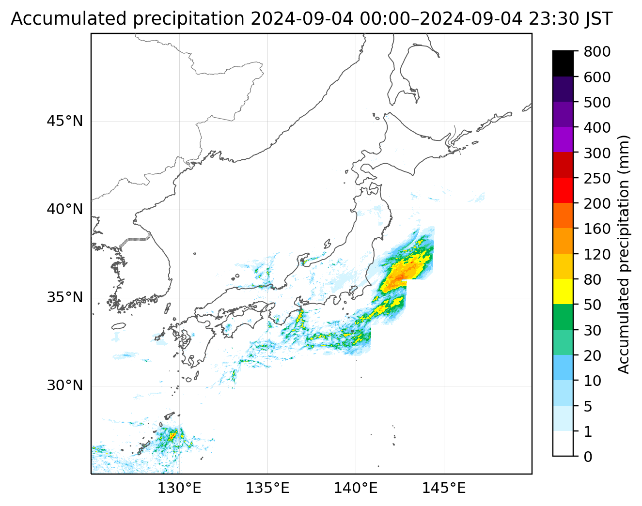 Accumulated precipitation 2024-09-04 00:00–2024-09-04 23:30 JST
45°N
40°N
35°N
30°N
130°E
135°E
140°E
145°E
800
600
500
400
300
250
200
160
120
80
50
30
20
10
5
1
0
Accumulated precipitation (mm)